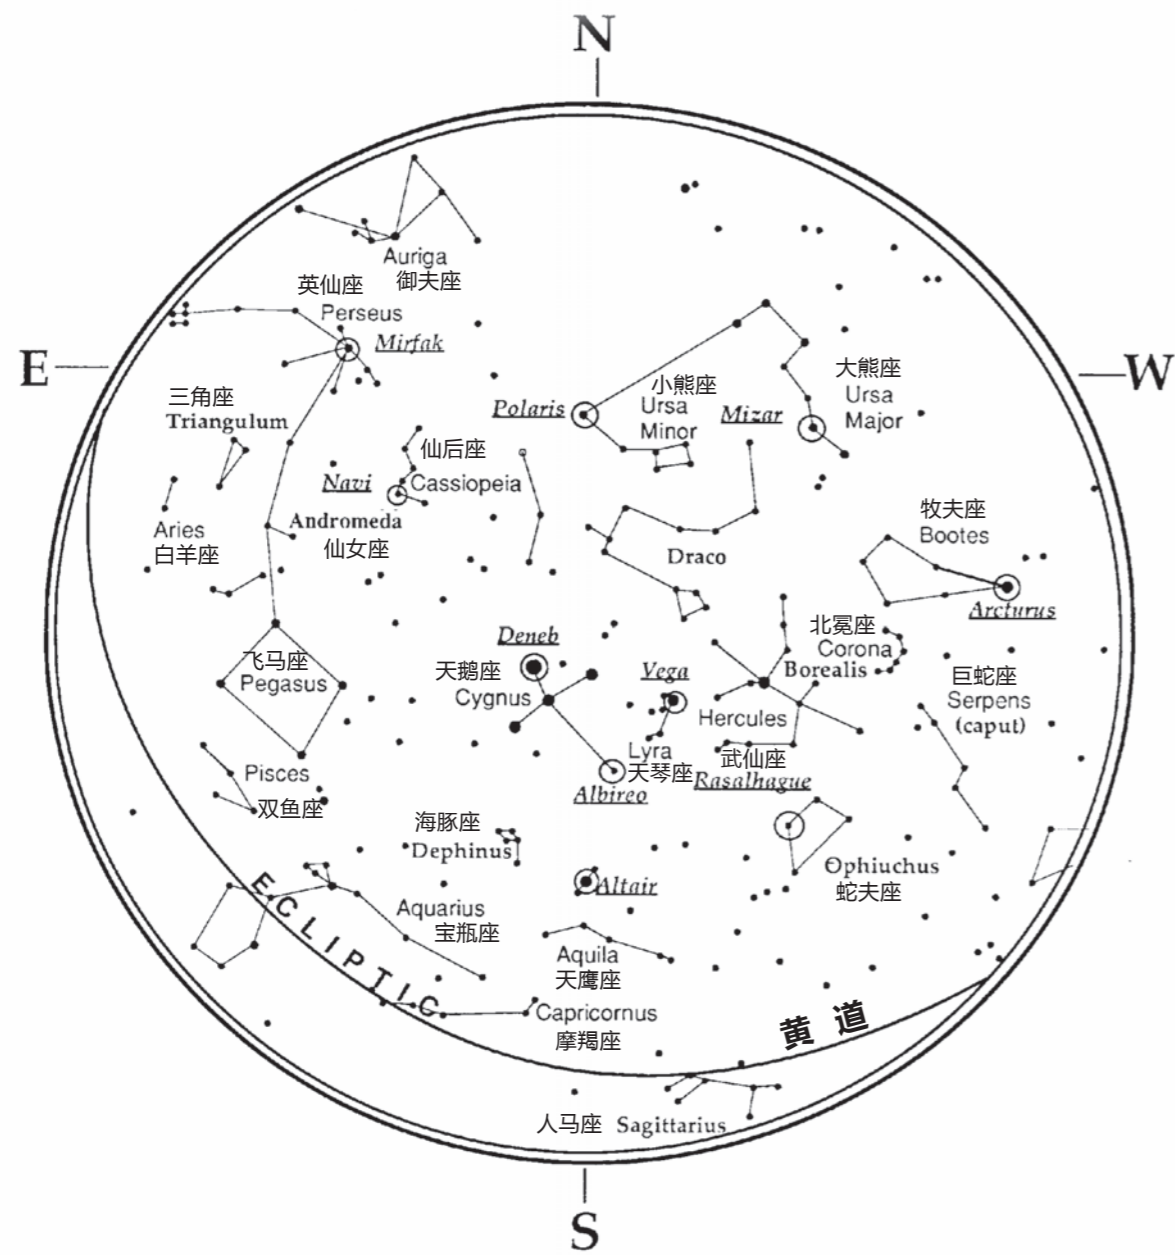 N
Auriga
御夫座
英仙座
Perseus
Mirfak
E
W
三角座
Triangulum
Polaris
小熊座
Ursa
Minor
Mizar
大熊座
Ursa
Major
仙后座
Cassiopeia
Navi
Andromeda
仙女座
Aries
白羊座
Draco
牧夫座
Bootes
Arcturus
飞马座
Pegasus
Deneb
天鹅座
Cygnus
Vega
Lyra
天琴座
Hercules
武仙座
北冕座
Corona
Borealis
巨蛇座
Serpens
(caput)
Pisces
双鱼座
Albireo
Rasalhague
海豚座
Dephinus
Altair
Ophiuchus
蛇夫座
Aquarius
宝瓶座
Aquila
天鹰座
ECLIPTIC
Capricornus
摩羯座
黄道
人马座 Sagittarius
S